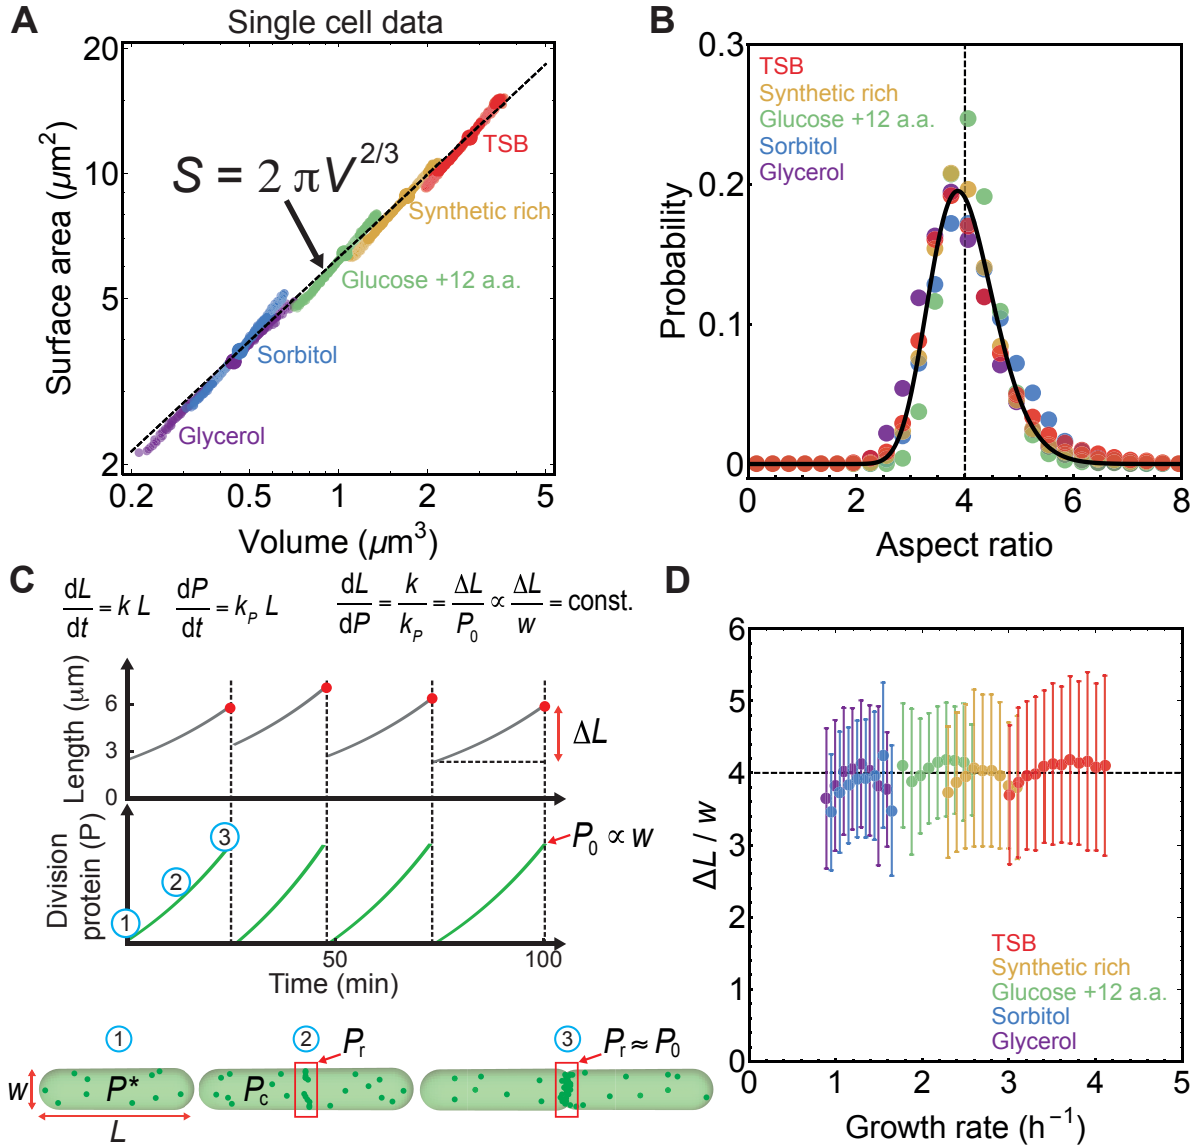 A
Single cell data
20
10
5
2
0.2
0.5
1
2
5
Surface area (μm²)
Volume (μm³)
S = 2 πV^{2/3}
TSB
Synthetic rich
Glucose +12 a.a.
Sorbitol
Glycerol
B
0.3
0.2
0.1
0
0
2
4
6
8
Probability
Aspect ratio
TSB
Synthetic rich
Glucose +12 a.a.
Sorbitol
Glycerol
C
dL/dt = k L
dP/dt = k_P L
dL/dP = k/k_P = ΔL/P₀ ∝ ΔL/w = const.
Length (μm)
6
3
0
ΔL
Division
protein (P)
1
2
3
P₀ ∝ w
50
100
Time (min)
1
2
3
P_r
P_r ≈ P₀
w
P*
P_c
L
D
6
5
4
3
2
1
0
0
1
2
3
4
5
ΔL / w
Growth rate (h⁻¹)
TSB
Synthetic rich
Glucose +12 a.a.
Sorbitol
Glycerol